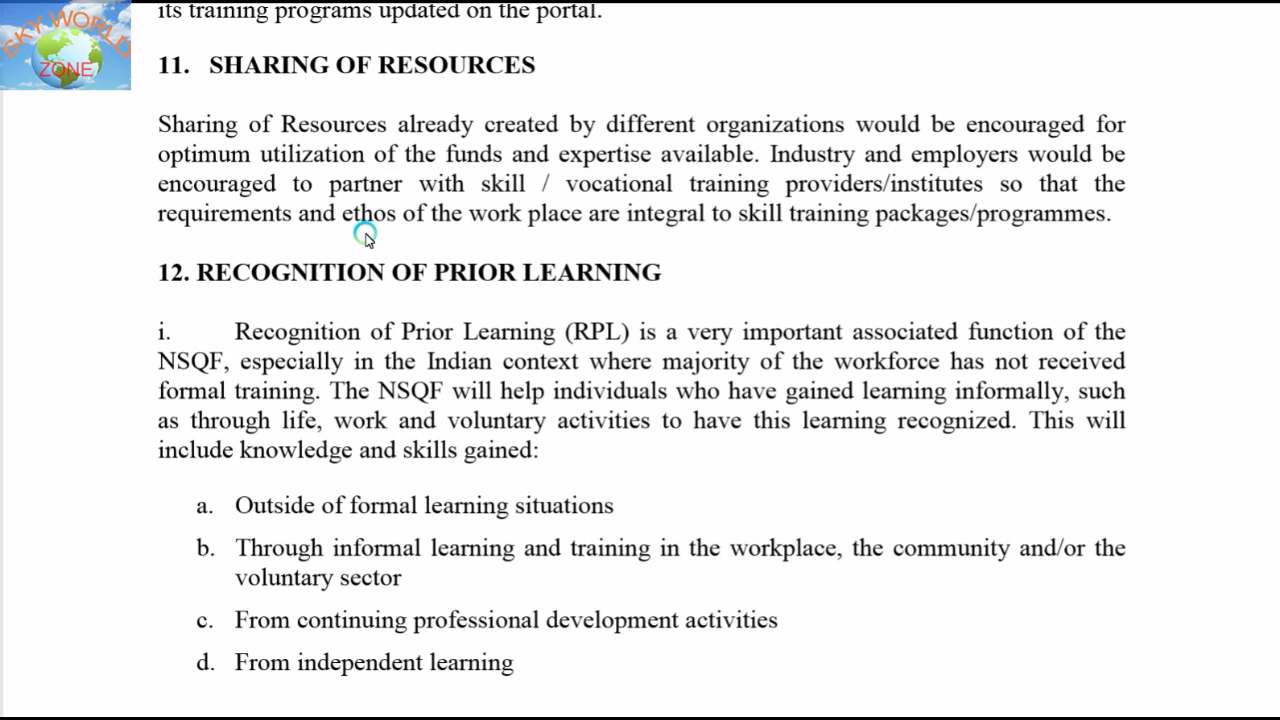 its training programs updated on the portal.
SKY WORLD
ZONE
11. SHARING OF RESOURCES
Sharing of Resources already created by different organizations would be encouraged for
optimum utilization of the funds and expertise available. Industry and employers would be
encouraged to partner with skill / vocational training providers/institutes so that the
requirements and ethos of the work place are integral to skill training packages/programmes.
12. RECOGNITION OF PRIOR LEARNING
i. Recognition of Prior Learning (RPL) is a very important associated function of the
NSQF, especially in the Indian context where majority of the workforce has not received
formal training. The NSQF will help individuals who have gained learning informally, such
as through life, work and voluntary activities to have this learning recognized. This will
include knowledge and skills gained:
a. Outside of formal learning situations
b. Through informal learning and training in the workplace, the community and/or the
voluntary sector
c. From continuing professional development activities
d. From independent learning